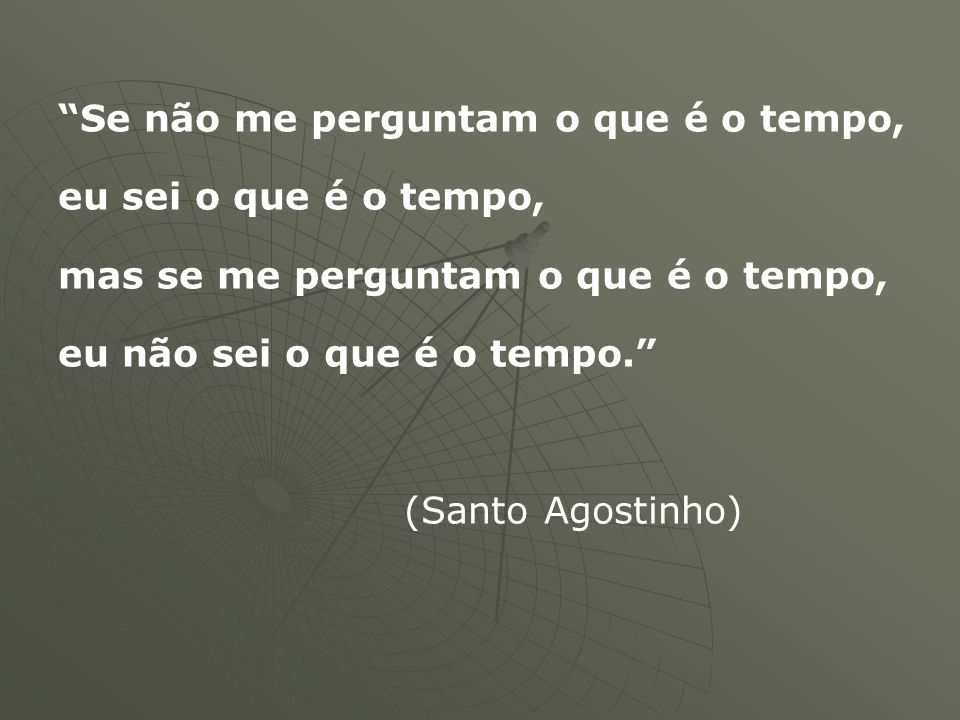 “Se não me perguntam o que é o tempo,
eu sei o que é o tempo,
mas se me perguntam o que é o tempo,
eu não sei o que é o tempo.”
(Santo Agostinho)